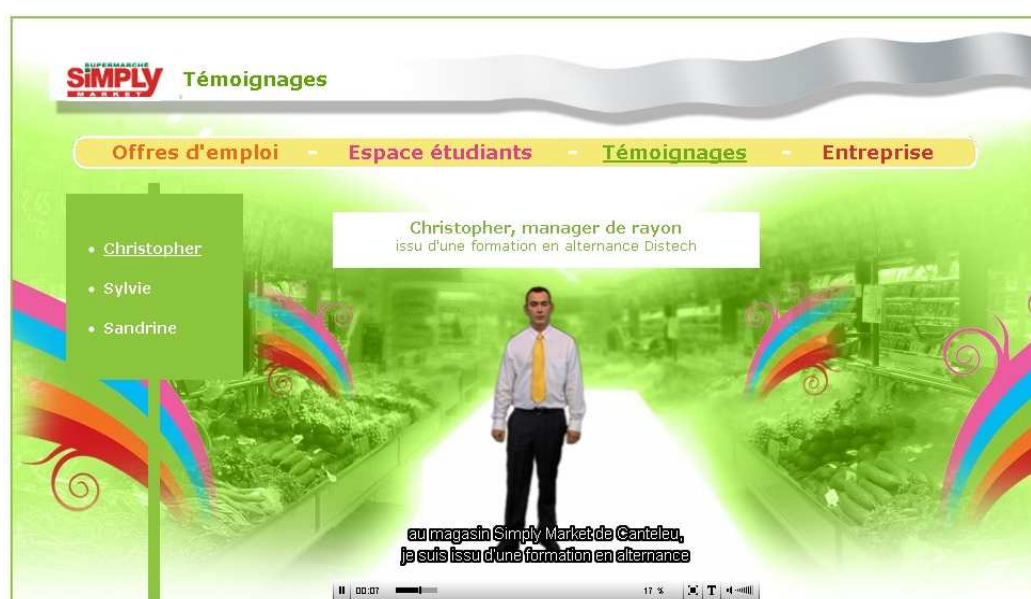 SUPERMARCHÉ
SiMPLY
MARKET
Témoignages
Offres d'emploi - Espace étudiants - Témoignages - Entreprise
• Christopher
• Sylvie
• Sandrine
Christopher, manager de rayon
issu d'une formation en alternance Distech
au magasin Simply Market de Canteleu,
je suis issu d'une formation en alternance
00:07 17 % T